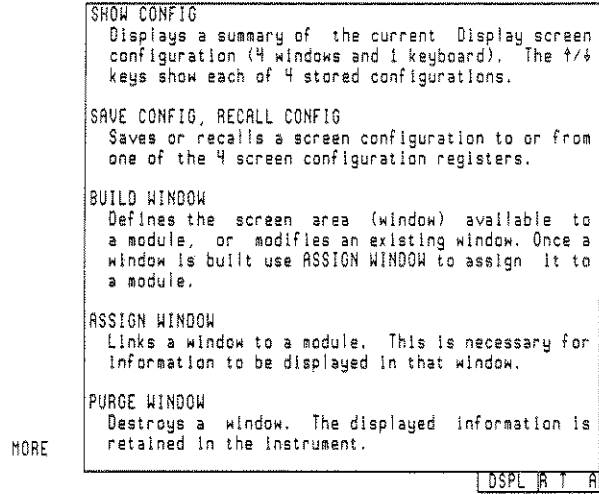 SHOW CONFIG
Displays a summary of the current Display screen
configuration (4 windows and 1 keyboard). The ↑/↓
keys show each of 4 stored configurations.
SAVE CONFIG, RECALL CONFIG
Saves or recalls a screen configuration to or from
one of the 4 screen configuration registers.
BUILD WINDOW
Defines the screen area (window) available to
a module, or modifies an existing window. Once a
window is built use ASSIGN WINDOW to assign it to
a module.
ASSIGN WINDOW
Links a window to a module. This is necessary for
information to be displayed in that window.
PURGE WINDOW
Destroys a window. The displayed information is
retained in the instrument.
MORE
DSPL R T A